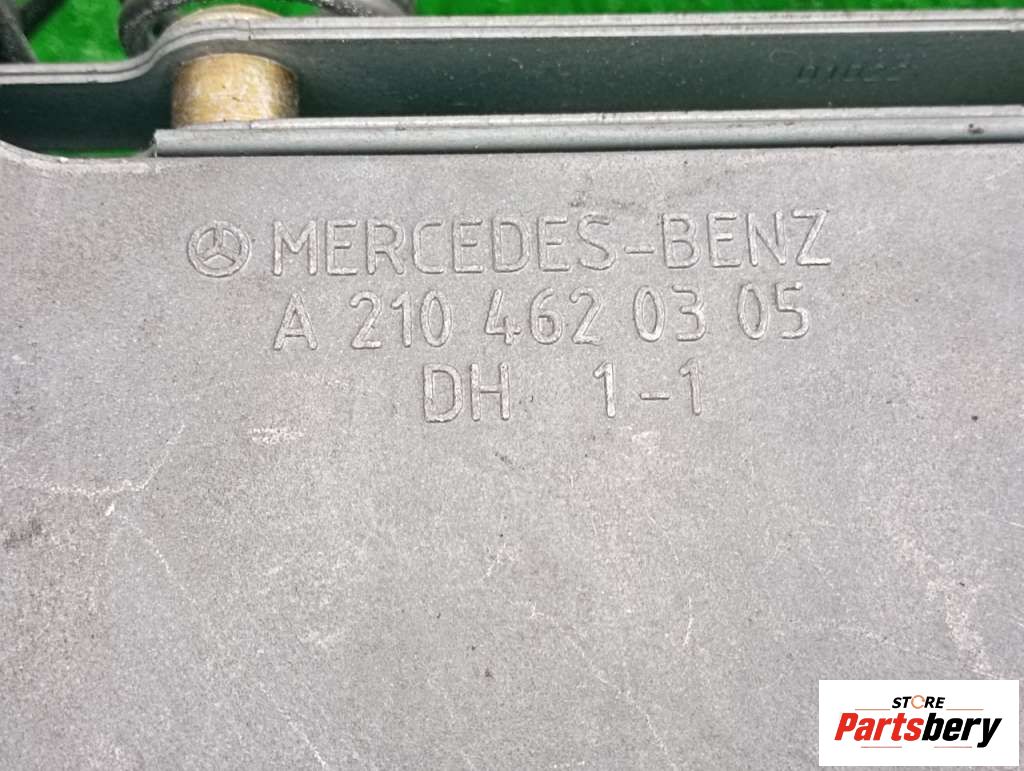 MERCEDES-BENZ
A 210 462 03 05
DH 1-1
STORE
Partsbery